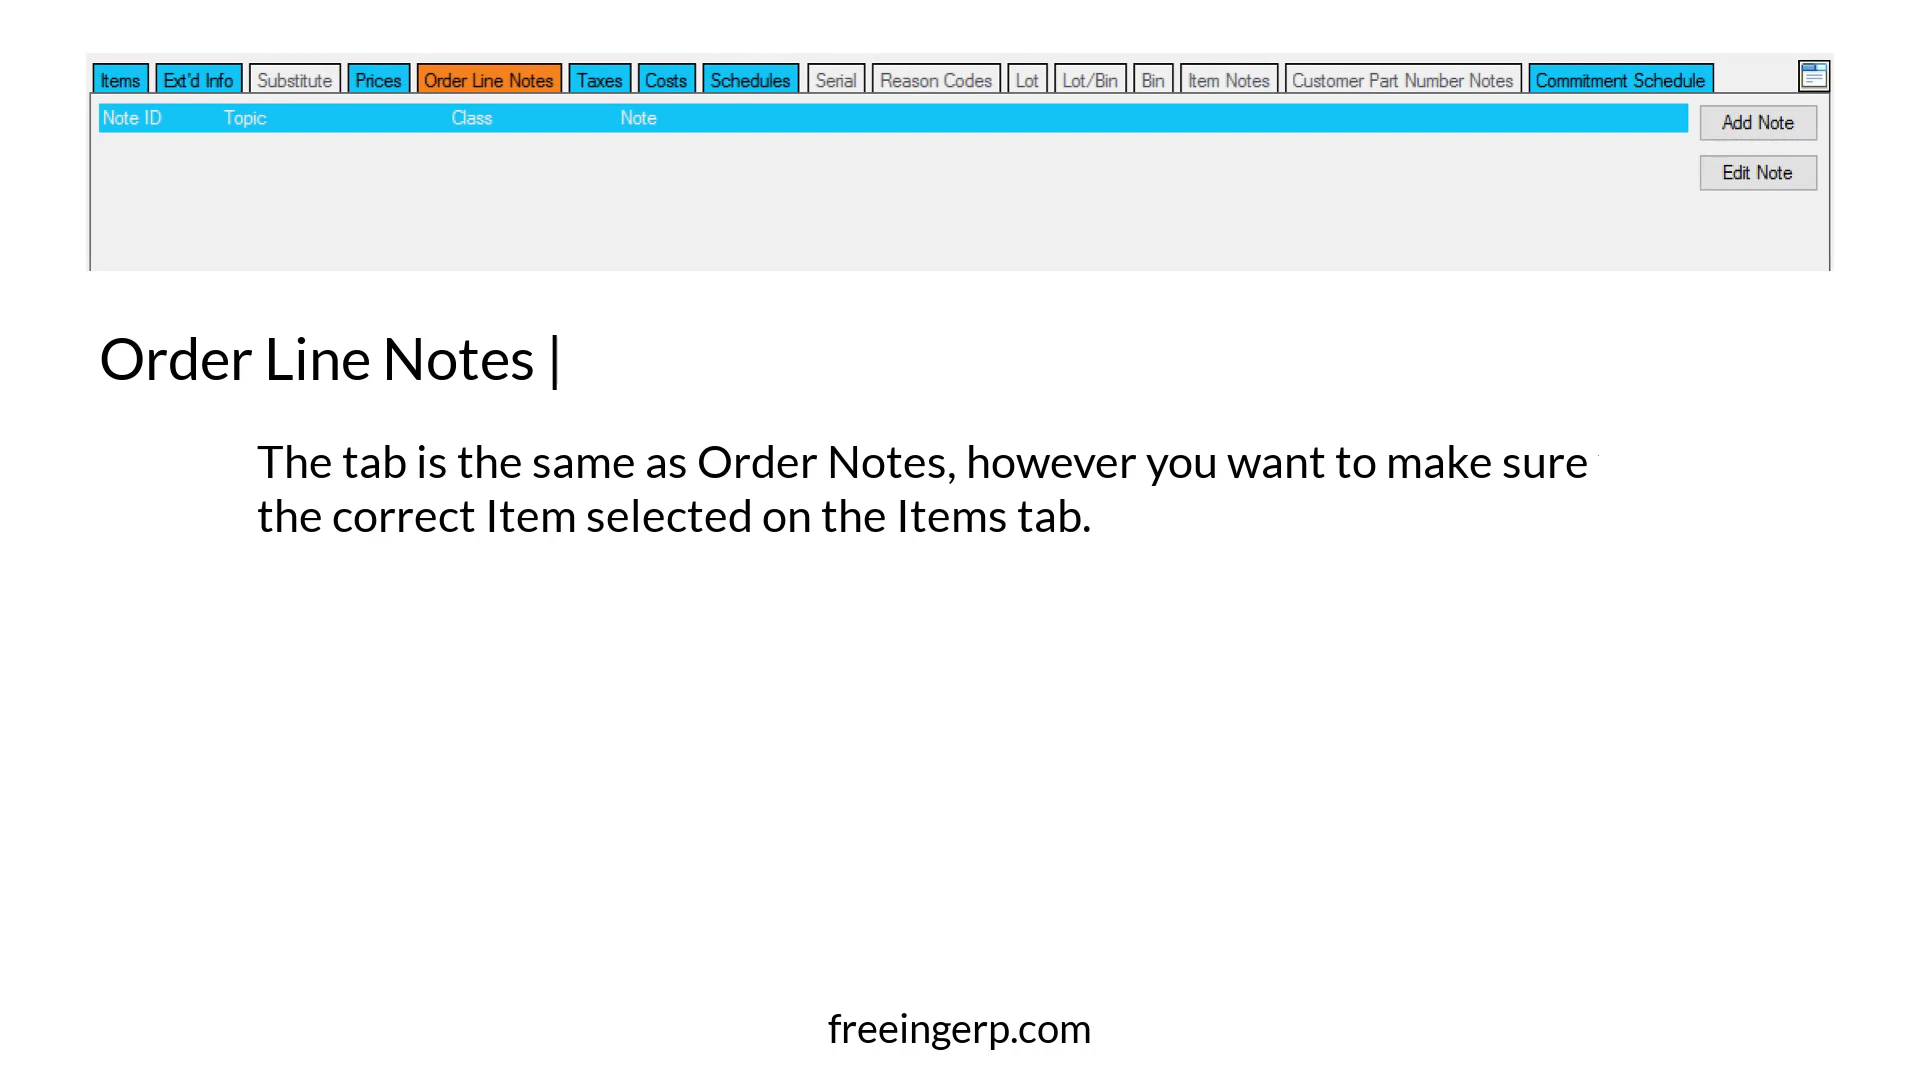 Items Ext'd Info Substitute Prices Order Line Notes Taxes Costs Schedules Serial Reason Codes Lot Lot/Bin Bin Item Notes Customer Part Number Notes Commitment Schedule
Note ID Topic Class Note
Add Note
Edit Note
Order Line Notes |
The tab is the same as Order Notes, however you want to make sure
the correct Item selected on the Items tab.
freeingerp.com